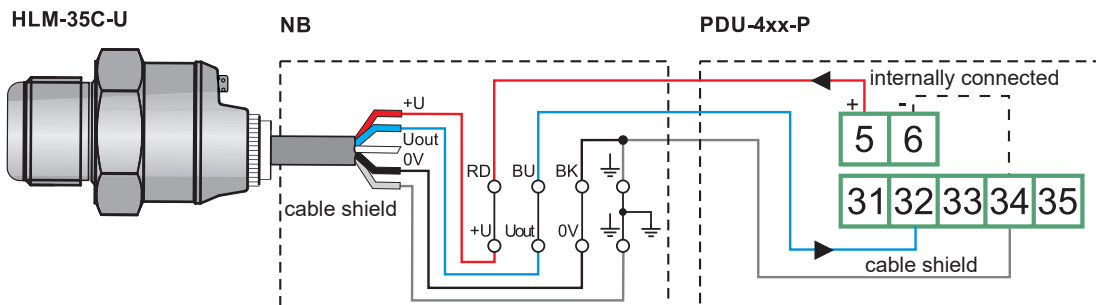 HLM-35C-U
NB
PDU-4xx-P
internally connected
+U
Uout
0V
cable shield
RD
BU
BK
+U
Uout
0V
+
-
5
6
31
32
33
34
35
cable shield